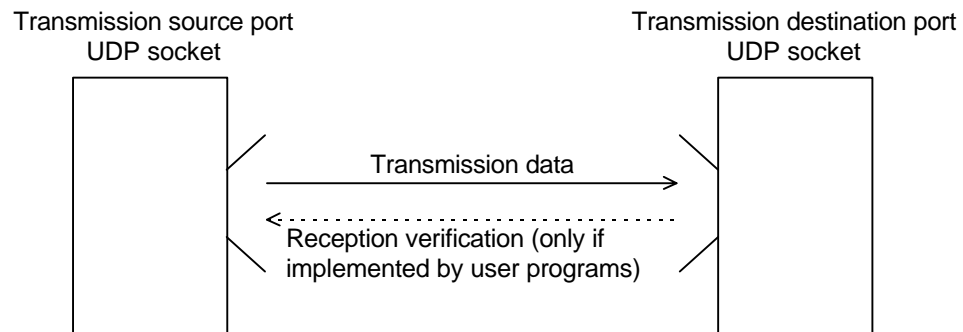 Transmission source port
UDP socket
Transmission destination port
UDP socket
Transmission data
Reception verification (only if
implemented by user programs)